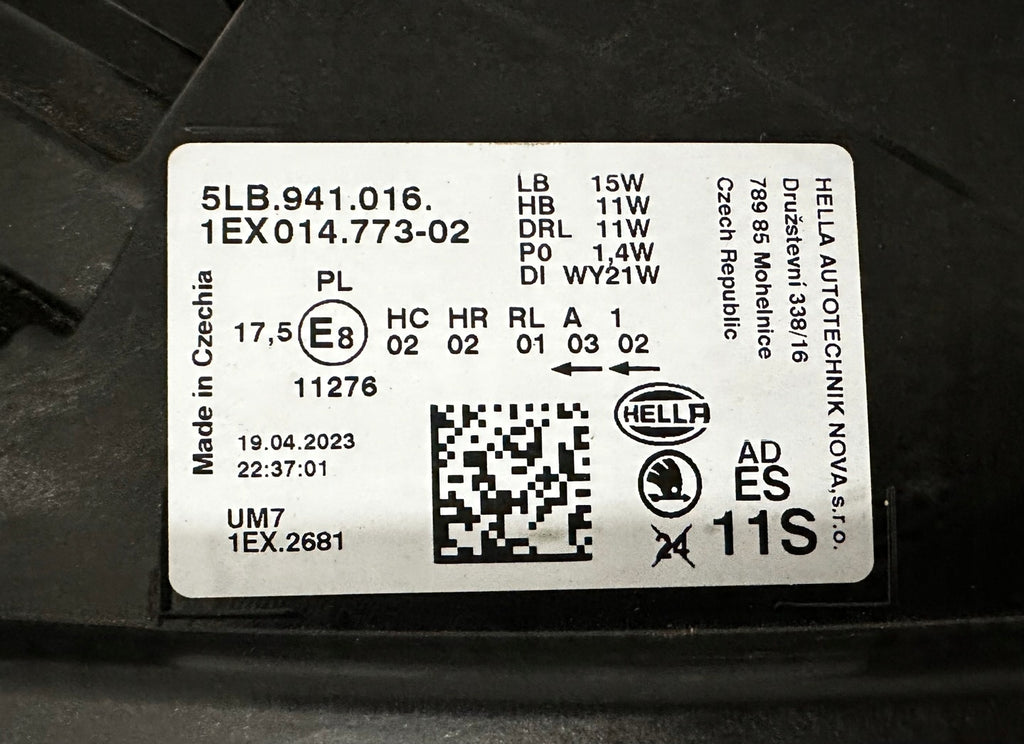 5LB.941.016.
1EX014.773-02
LB 15W
HB 11W
DRL 11W
P0 1,4W
DI WY21W
HELLA AUTOTECHNIK NOVA,s.r.o.
Družstevní 338/16
789 85 Mohelnice
Czech Republic
Made in Czechia
PL
17,5 E8
11276
HC HR RL A 1
02 02 01 03 02
19.04.2023
22:37:01
UM7
1EX.2681
HELLA
AD
ES
24
11S